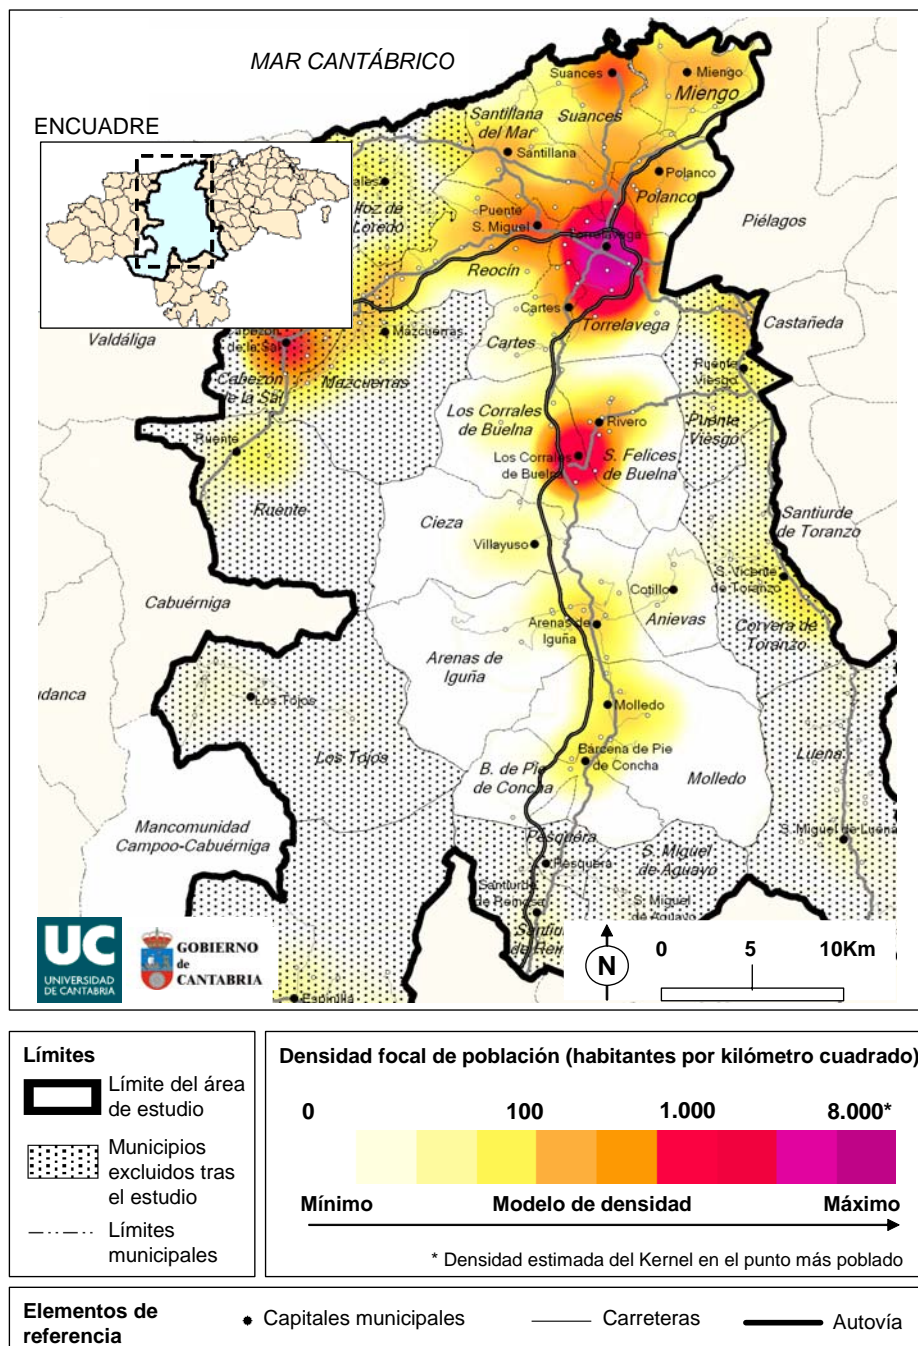 MAR CANTÁBRICO
ENCUADRE
Suances
Miengo
Miengo
Santillana
del Mar
Suances
Santillana
Polanco
Polanco
Puente
S. Miguel
Torrelavega
Piélagos
Loredo
Reocín
Cartes
Torrelavega
Castañeda
Valdáliga
Mazcuerras
de la Sal
Cartes
Puente
Viesgo
Cabezón
de la Sal
Mazcuerras
Los Corrales
de Buelna
Rivero
Puente
Viesgo
Ruente
Los Corrales
de Buelna
S. Felices
de Buelna
Ruente
Cieza
Santiurde
de Toranzo
Villayuso
S. Vicente
de Toranzo
Cotillo
Cabuérniga
Arenas de
Iguña
Anievas
Corvera de
Toranzo
Arenas de
Iguña
udanca
Los Tojos
Molledo
Los Tojos
Bárcena de Pie
de Concha
Luena
B. de Pie
de Concha
Molledo
Mancomunidad
Campoo-Cabuérniga
Pesquera
S. Miguel de Luena
S. Miguel
de Aguayo
Pesquera
Santiurde
de Reinosa
S. Miguel
de Aguayo
Espinilla
UC
UNIVERSIDAD
DE CANTABRIA
GOBIERNO
de
CANTABRIA
N
0 5 10Km
Límites
Límite del área
de estudio
Municipios
excluidos tras
el estudio
Límites
municipales
Densidad focal de población (habitantes por kilómetro cuadrado)
0 100 1.000 8.000*
Mínimo Modelo de densidad Máximo
* Densidad estimada del Kernel en el punto más poblado
Elementos de
referencia
Capitales municipales
Carreteras
Autovía